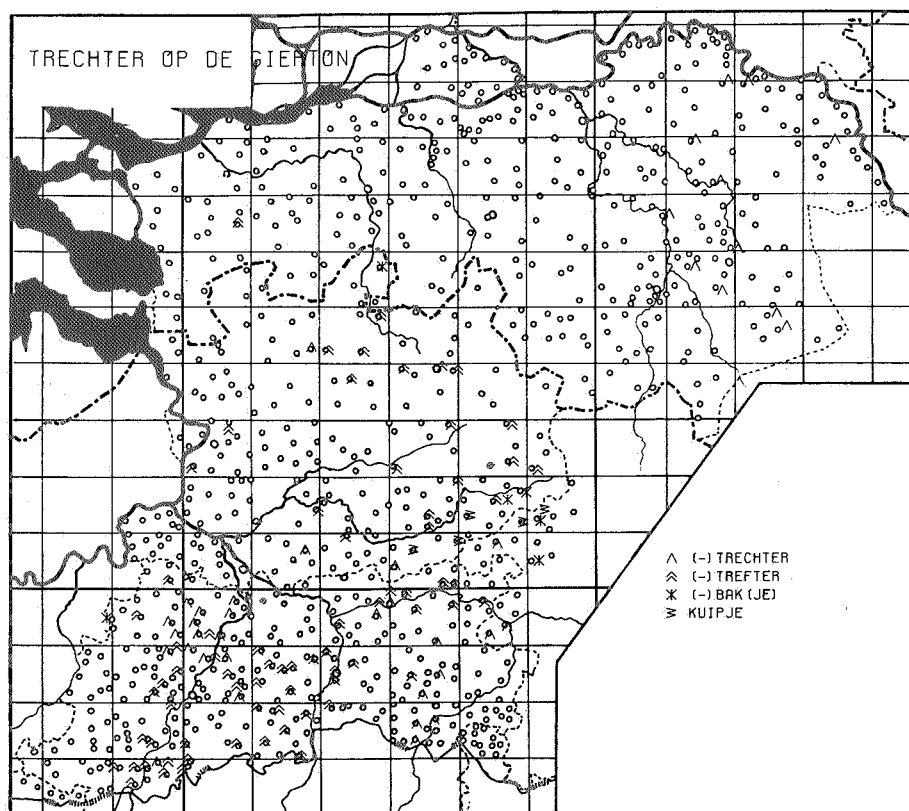 TRECHTER OP DE GIERTON
(-) TRECHTER
(-) TREFTER
(-) BAK (JE)
KUIPJE